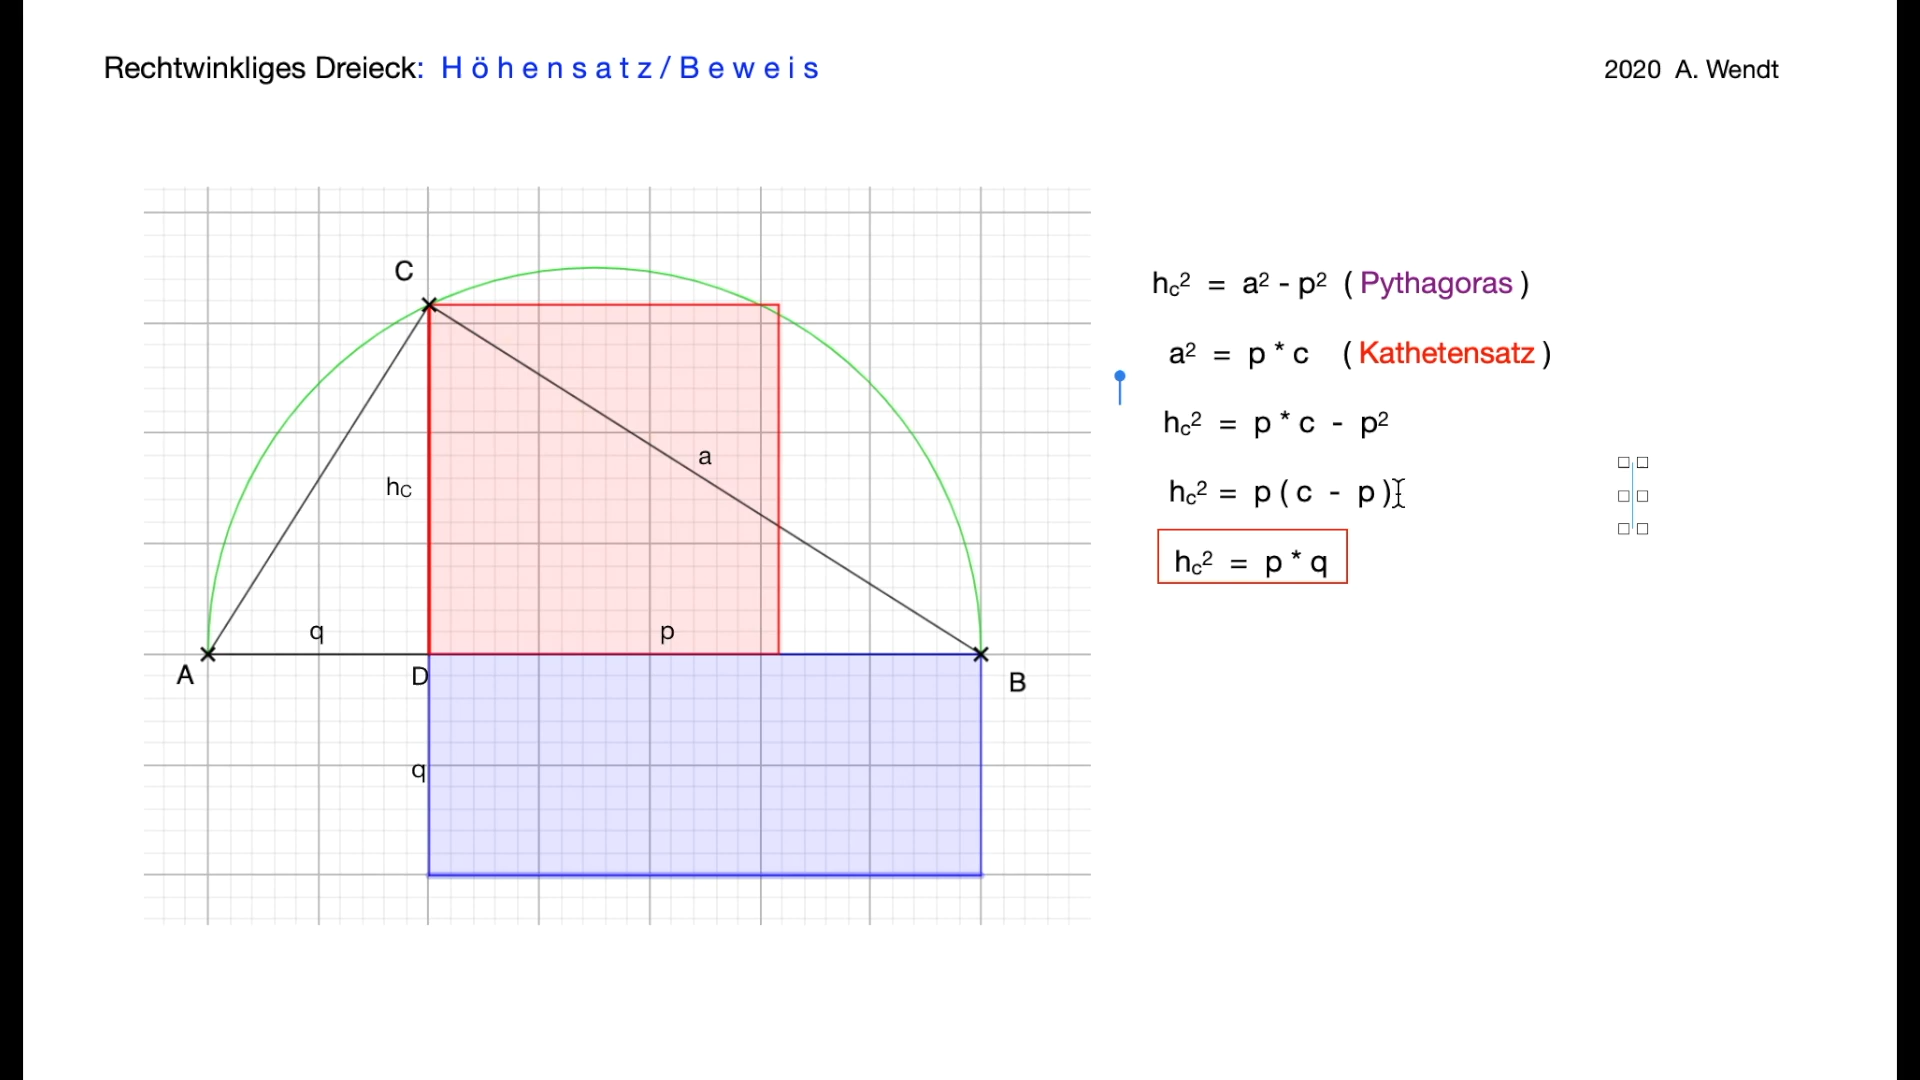 Rechtwinkliges Dreieck: Höhensatz/Beweis
2020 A. Wendt
C
hc² = a² - p² (Pythagoras)
a² = p * c (Kathetensatz)
hc² = p * c - p²
a
hc
hc² = p ( c - p )
hc² = p * q
q
p
A
D
B
q